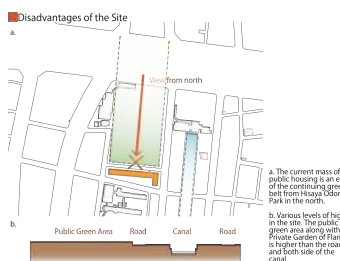 Disadvantages of the Site
a.
View from north
a. The current mass of
public housing is an e
of the continuing gree
belt from Hisaya Odor
Park in the north.
b. Various levels of hig
in the site. The public
green area along with
Private Garden of Flari
is higher than the road
and both side of the
canal.
b.
Public Green Area Road Canal Road